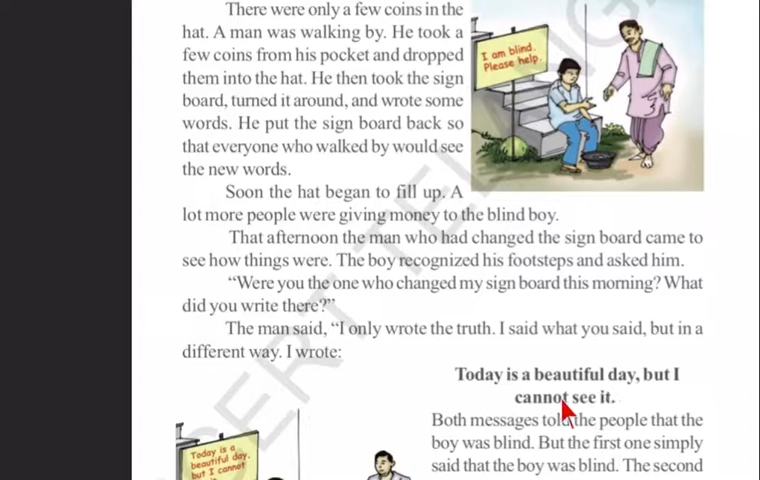 There were only a few coins in the
hat. A man was walking by. He took a
few coins from his pocket and dropped
them into the hat. He then took the sign
board, turned it around, and wrote some
words. He put the sign board back so
that everyone who walked by would see
the new words.
I am blind.
Please help.
Soon the hat began to fill up. A
lot more people were giving money to the blind boy.
That afternoon the man who had changed the sign board came to
see how things were. The boy recognized his footsteps and asked him.
“Were you the one who changed my sign board this morning? What
did you write there?”
The man said, “I only wrote the truth. I said what you said, but in a
different way. I wrote:
Today is a beautiful day, but I
cannot see it.
Both messages told the people that the
boy was blind. But the first one simply
said that the boy was blind. The second
Today is a
beautiful day,
but I cannot